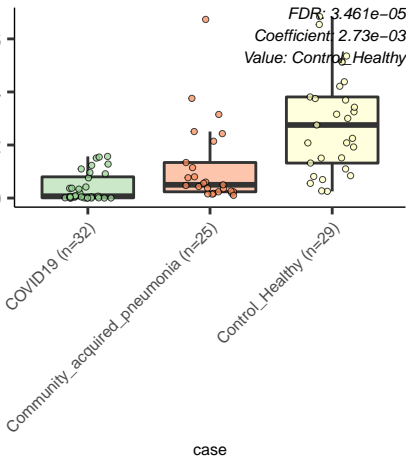 FDR: 3.461e−05
Coefficient: 2.73e−03
Value: Control_Healthy
COVID19 (n=32)
Community_acquired_pneumonia (n=25)
Control_Healthy (n=29)
case